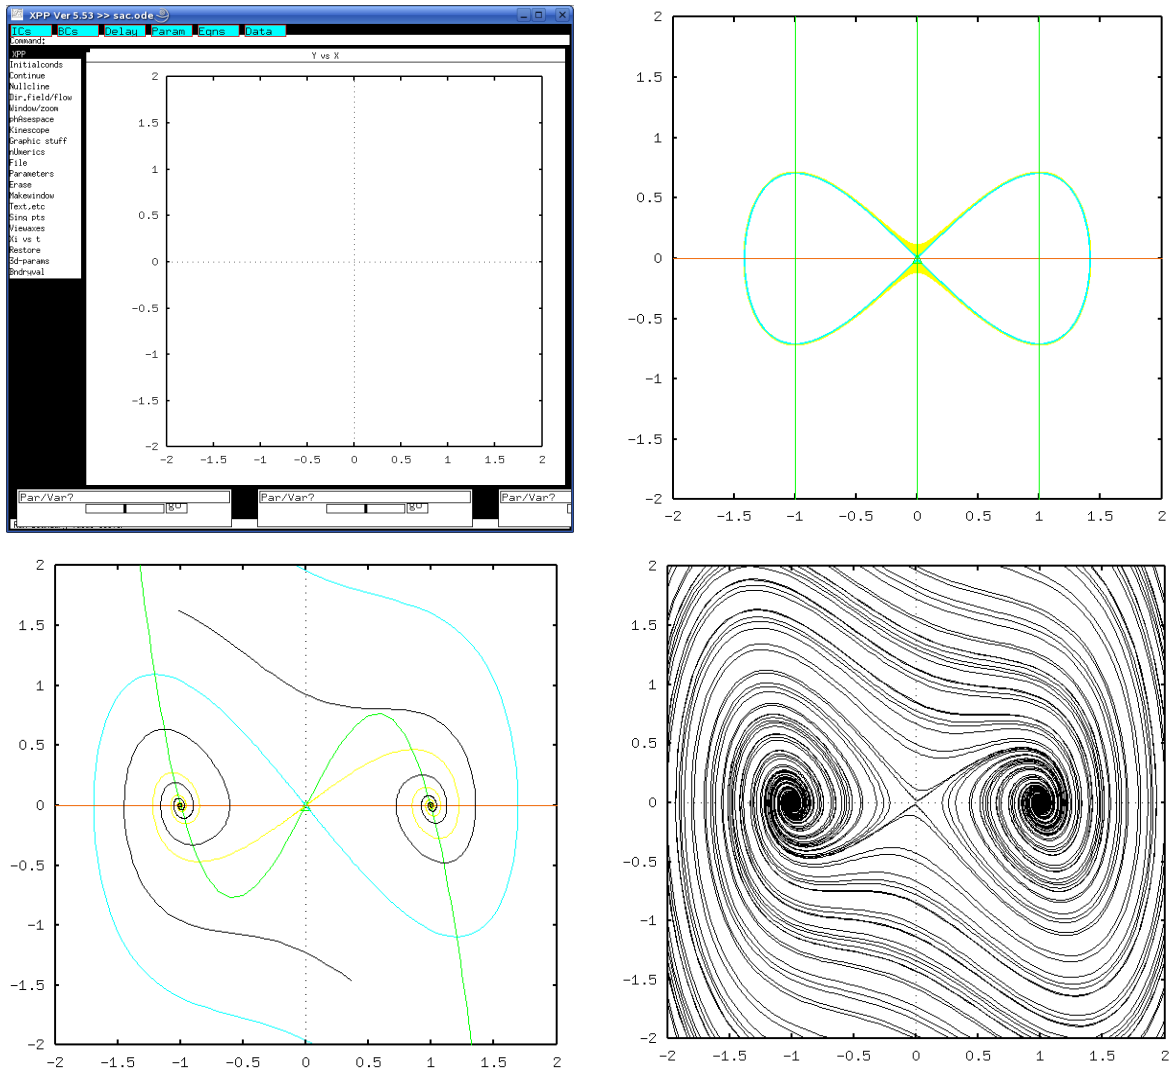 XPP Ver 5.53 >> sac.ode
ICs BCs Delay Param Eqns Data
Command:
XPP
Y vs X
Initialconds
Continue
Nullcline
Dir.field/flow
Window/zoom
phAsespace
Kinescope
Graphic stuff
nUmerics
File
Parameters
Erase
Makewindow
Text,etc
Sing pts
Viewaxes
Xi vs t
Restore
3d-params
Bndryval
2
1.5
1
0.5
0
-0.5
-1
-1.5
-2
-2 -1.5 -1 -0.5 0 0.5 1 1.5 2
Par/Var? Par/Var? Par/Var?
go go
2
1.5
1
0.5
0
-0.5
-1
-1.5
-2
-2 -1.5 -1 -0.5 0 0.5 1 1.5 2
2
1.5
1
0.5
0
-0.5
-1
-1.5
-2
-2 -1.5 -1 -0.5 0 0.5 1 1.5 2
2
1.5
1
0.5
0
-0.5
-1
-1.5
-2
-2 -1.5 -1 -0.5 0 0.5 1 1.5 2